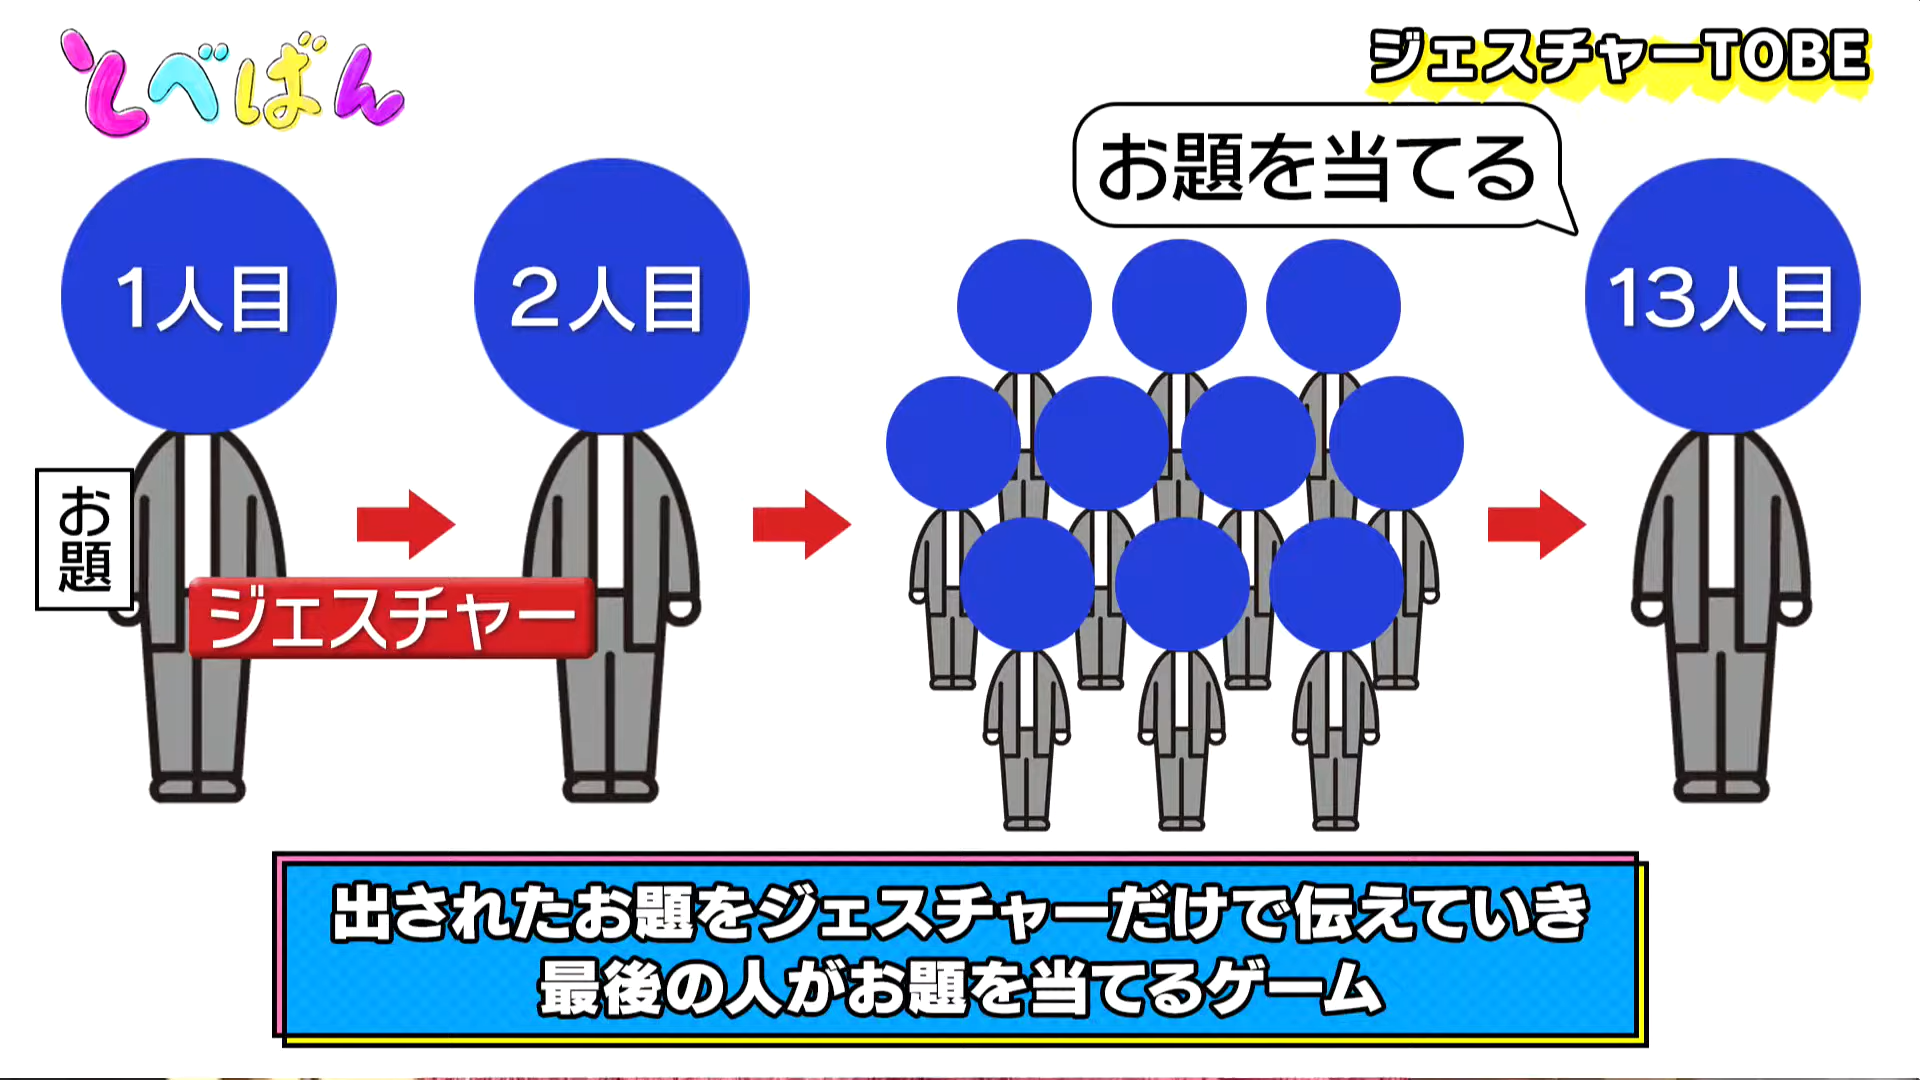 とべばん
ジェスチャーTOBE
お題を当てる
1人目
2人目
13人目
お題
ジェスチャー
出されたお題をジェスチャーだけで伝えていき
最後の人がお題を当てるゲーム